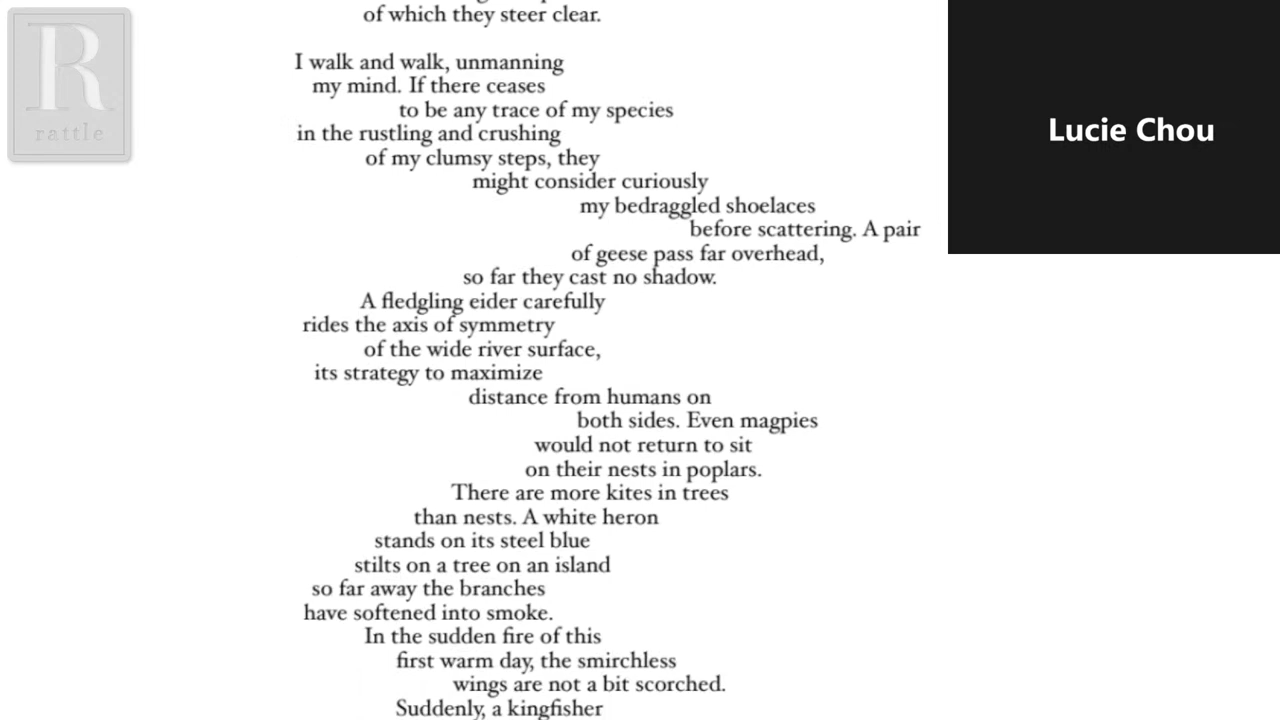 of which they steer clear.
I walk and walk, unmanning
my mind. If there ceases
to be any trace of my species
in the rustling and crushing
of my clumsy steps, they
might consider curiously
my bedraggled shoelaces
before scattering. A pair
of geese pass far overhead,
so far they cast no shadow.
A fledgling eider carefully
rides the axis of symmetry
of the wide river surface,
its strategy to maximize
distance from humans on
both sides. Even magpies
would not return to sit
on their nests in poplars.
There are more kites in trees
than nests. A white heron
stands on its steel blue
stilts on a tree on an island
so far away the branches
have softened into smoke.
In the sudden fire of this
first warm day, the smirchless
wings are not a bit scorched.
Suddenly, a kingfisher
R
rattle
Lucie Chou